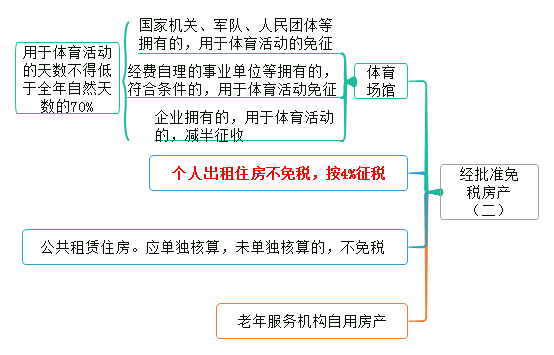 国家机关、军队、人民团体等
拥有的，用于体育活动的免征
用于体育活动
的天数不得低
于全年自然天
数的70%
经费自理的事业单位等拥有的，
符合条件的，用于体育活动免征
体育
场馆
企业拥有的，用于体育活动
的，减半征收
个人出租住房不免税，按4%征税
经批准免
税房产
（二）
公共租赁住房。应单独核算，未单独核算的，不免税
老年服务机构自用房产